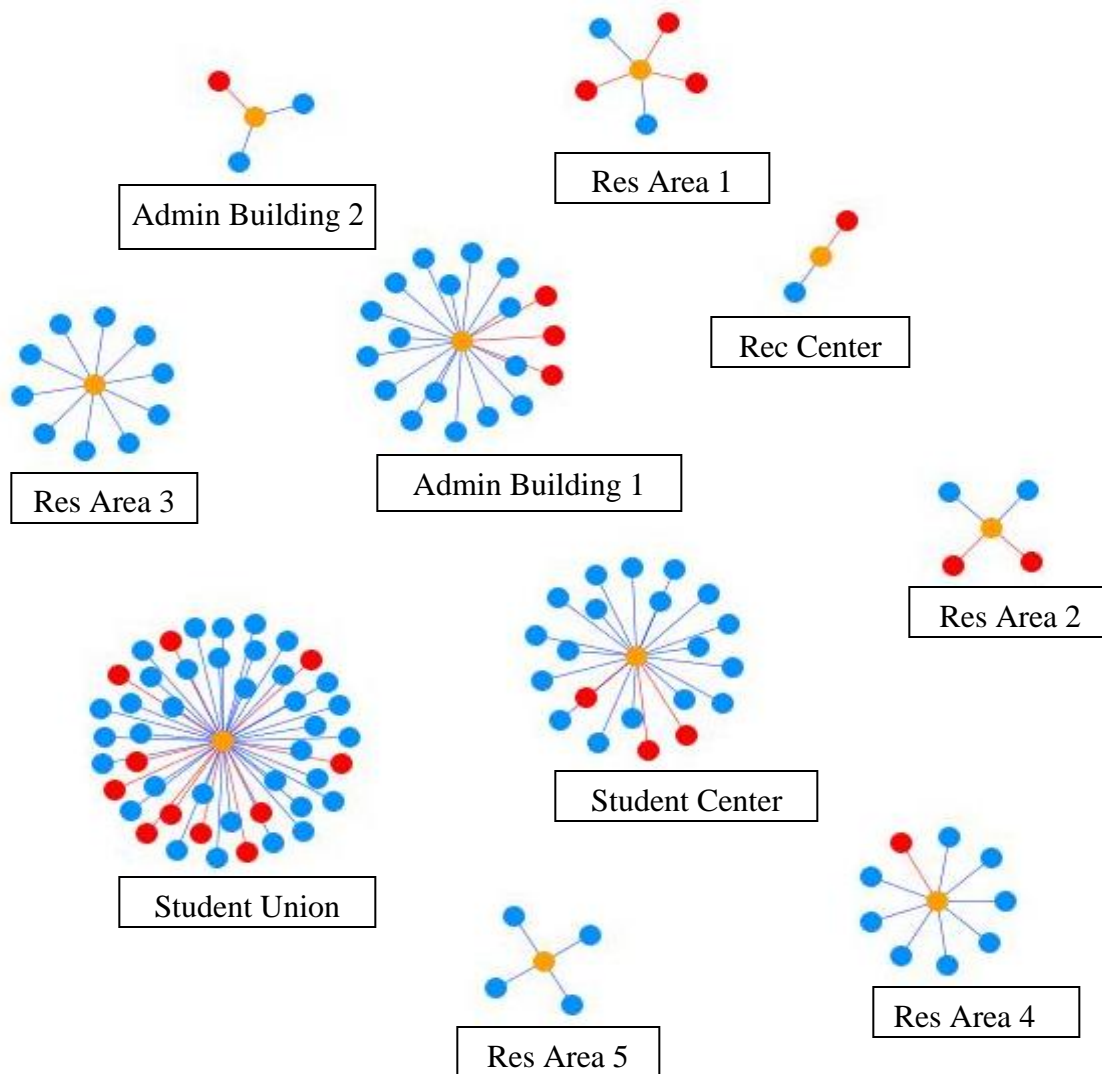 Res Area 1
Admin Building 2
Rec Center
Admin Building 1
Res Area 3
Res Area 2
Student Center
Student Union
Res Area 4
Res Area 5